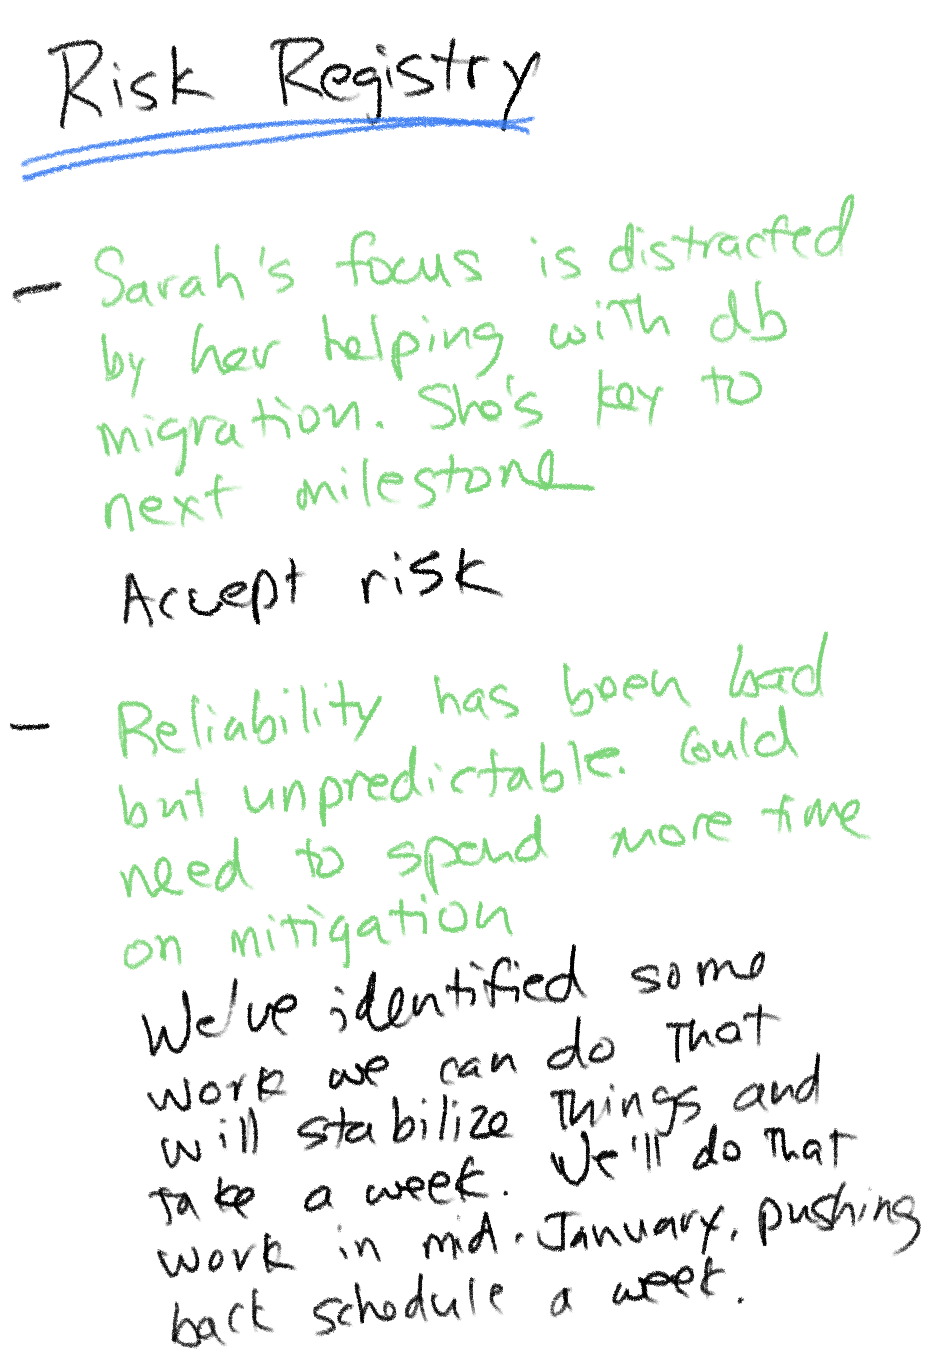 Risk Registry
- Sarah's focus is distracted
by her helping with db
migration. She's key to
next milestone
Accept risk
- Reliability has been bad
but unpredictable. Could
need to spend more time
on mitigation
We've identified some
work we can do that
will stabilize things and
take a week. We'll do that
work in mid-January, pushing
back schedule a week.